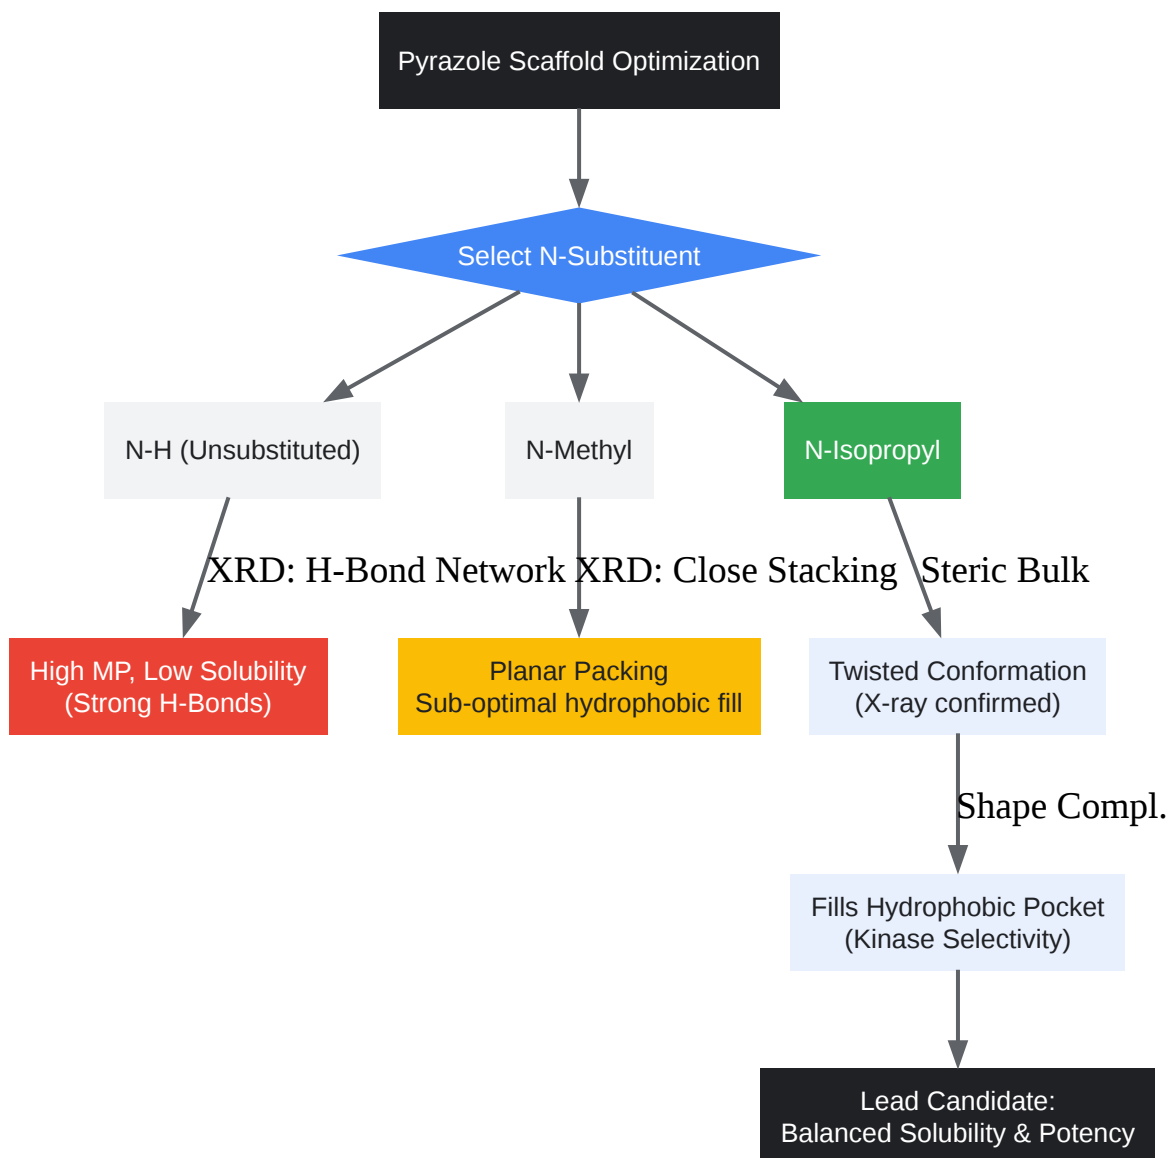 Pyrazole Scaffold Optimization
Select N-Substituent
N-H (Unsubstituted)
N-Methyl
N-Isopropyl
XRD: H-Bond Network
XRD: Close Stacking
Steric Bulk
High MP, Low Solubility
(Strong H-Bonds)
Planar Packing
Sub-optimal hydrophobic fill
Twisted Conformation
(X-ray confirmed)
Shape Compl.
Fills Hydrophobic Pocket
(Kinase Selectivity)
Lead Candidate:
Balanced Solubility & Potency